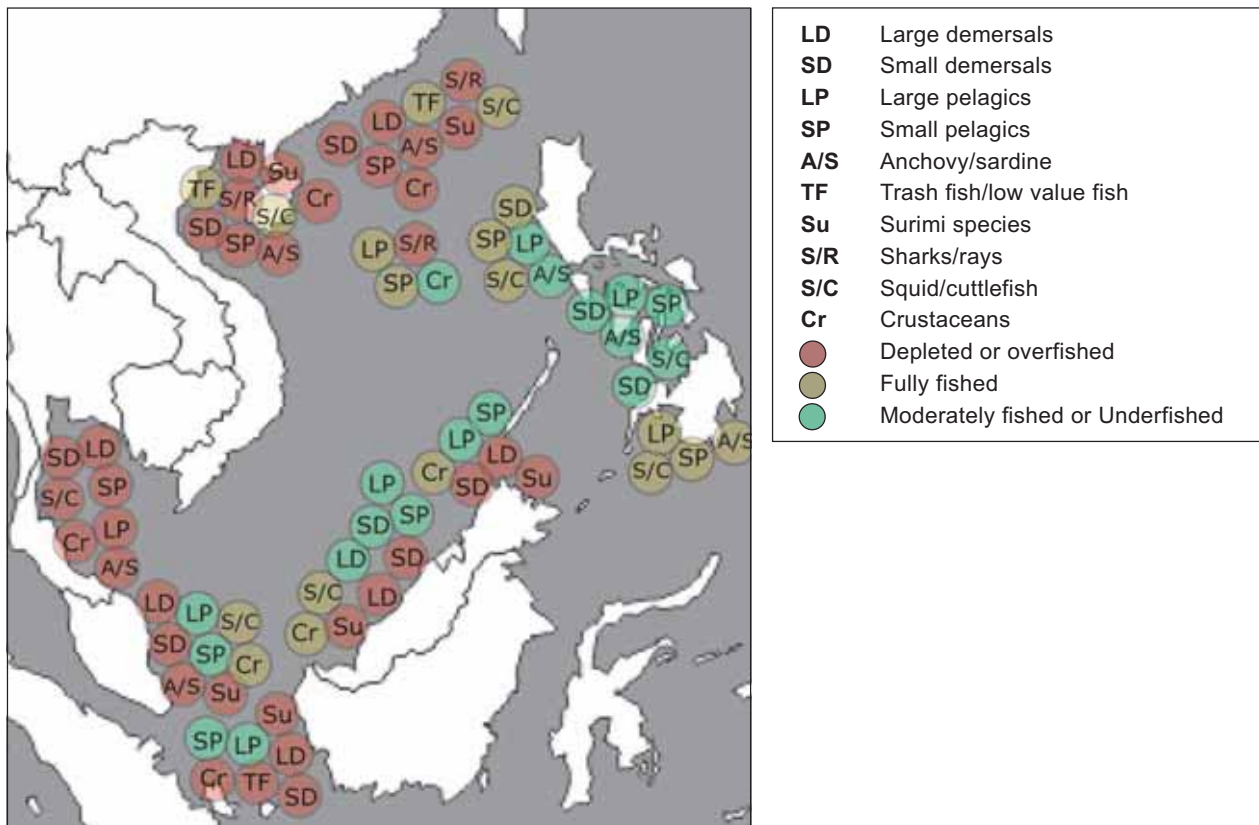 S/R
TF
S/C
LD
Su
SD
A/S
SP
Cr
LD
Su
TF
S/R
Cr
S/C
SD
SP
A/S
LP
S/R
SP
Cr
SD
SP
LP
S/C
A/S
LP
SP
SD
A/S
S/C
SD
LP
A/S
SP
S/C
SP
LP
LD
Cr
SD
Su
LP
SP
SD
SD
LD
LD
S/C
Su
Cr
LD
SD
SP
S/C
LP
Cr
A/S
LD
LP
S/C
SD
SP
Cr
A/S
Su
Su
SP
LP
LD
Cr
TF
SD
LD Large demersals
SD Small demersals
LP Large pelagics
SP Small pelagics
A/S Anchovy/sardine
TF Trash fish/low value fish
Su Surimi species
S/R Sharks/rays
S/C Squid/cuttlefish
Cr Crustaceans
Depleted or overfished
Fully fished
Moderately fished or Underfished